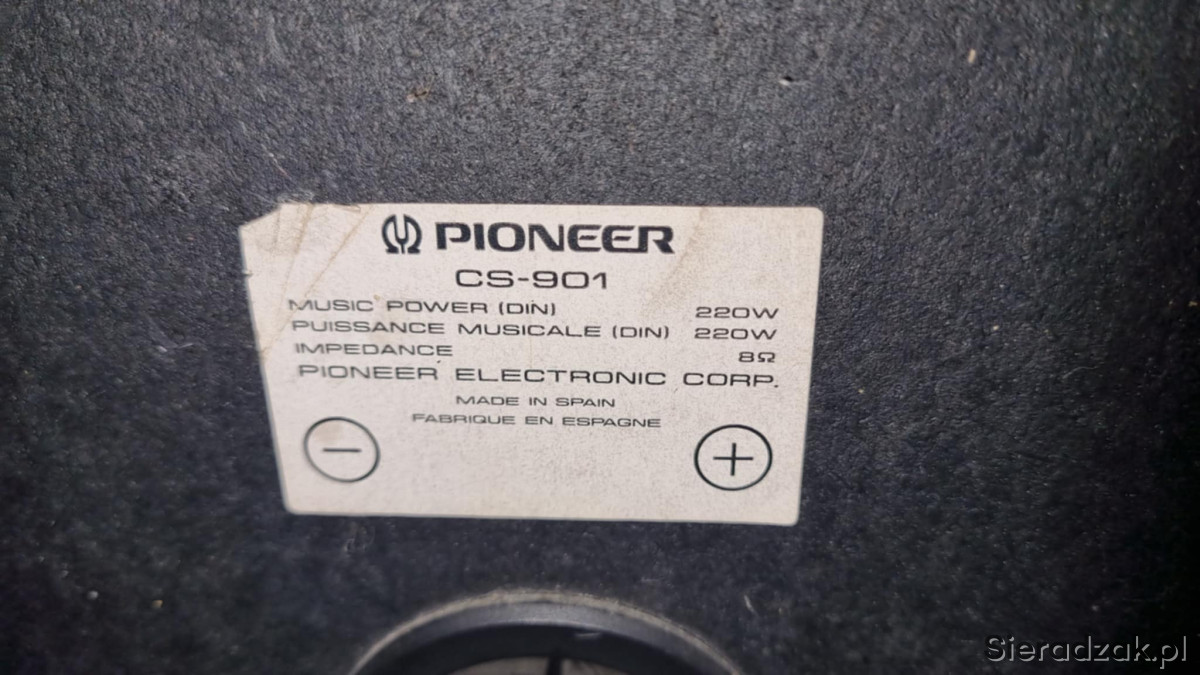 PIONEER
CS-901
MUSIC POWER (DIN) 220W
PUISSANCE MUSICALE (DIN) 220W
IMPEDANCE 8Ω
PIONEER ELECTRONIC CORP.
MADE IN SPAIN
FABRIQUE EN ESPAGNE
− +
Sieradzak.pl